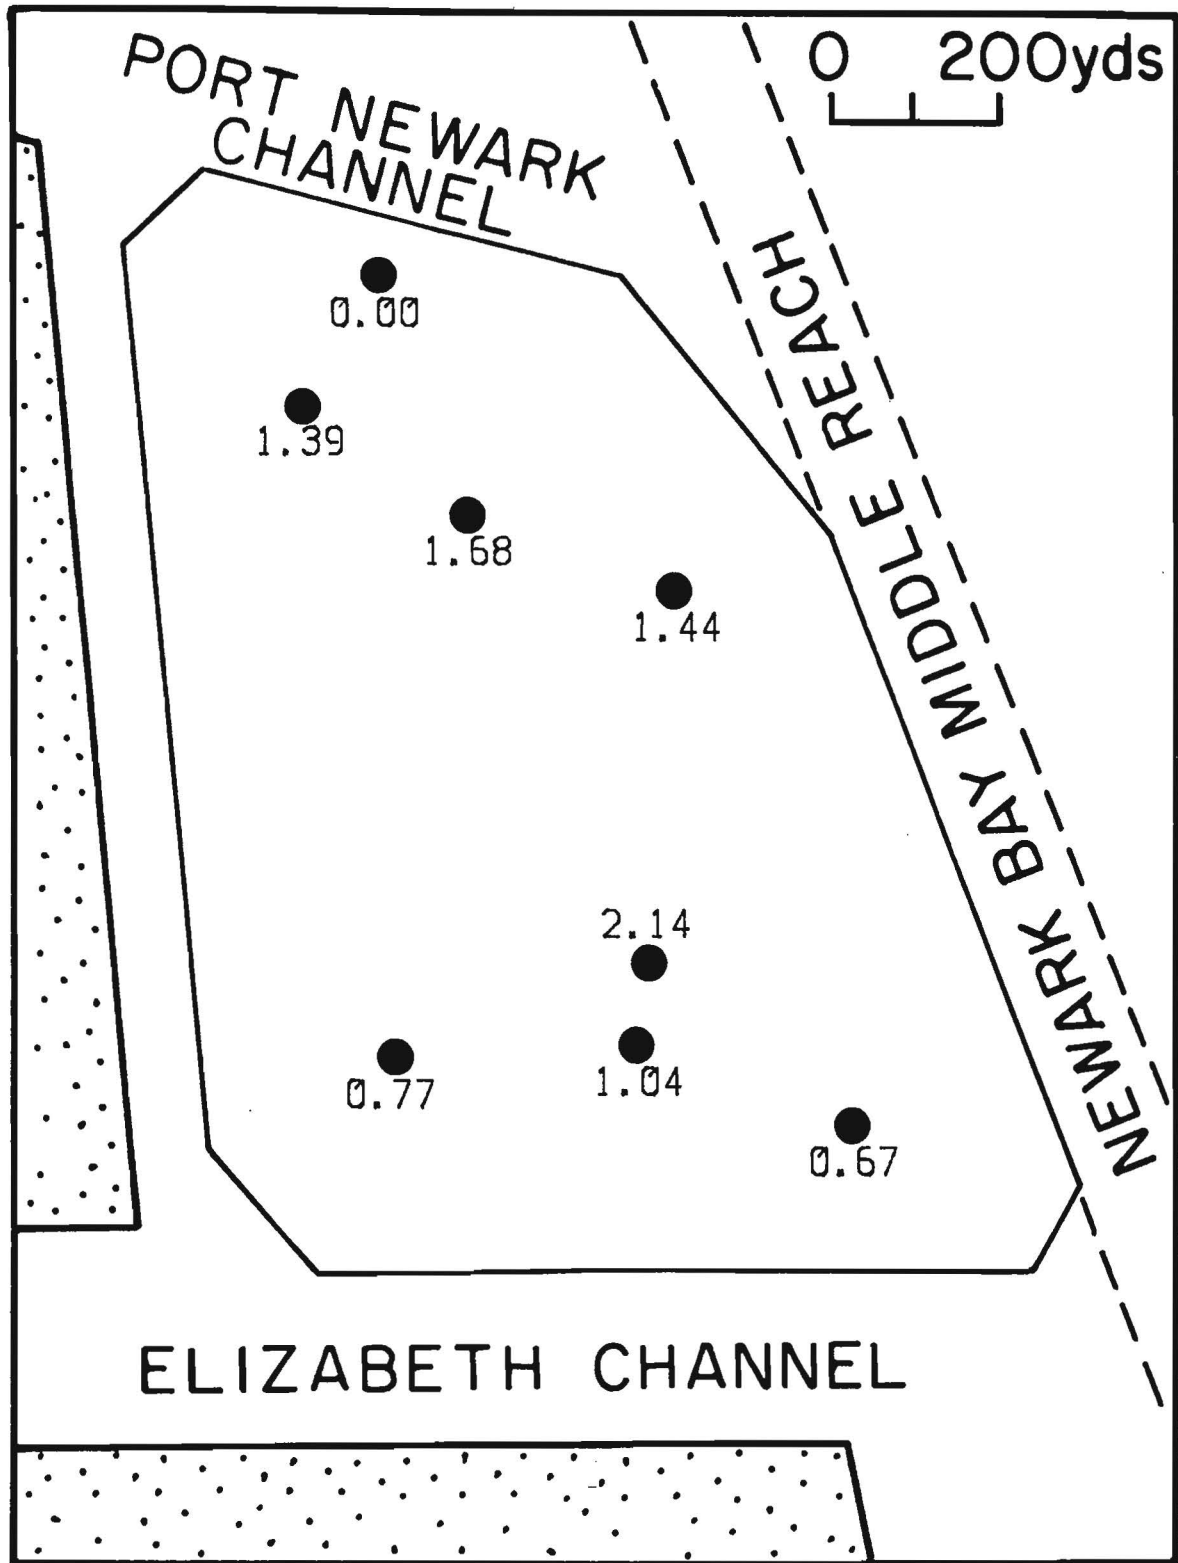 0 200yds
PORT NEWARK
CHANNEL
NEWARK BAY MIDDLE REACH
0.00
1.39
1.68
1.44
2.14
0.77
1.04
0.67
ELIZABETH CHANNEL